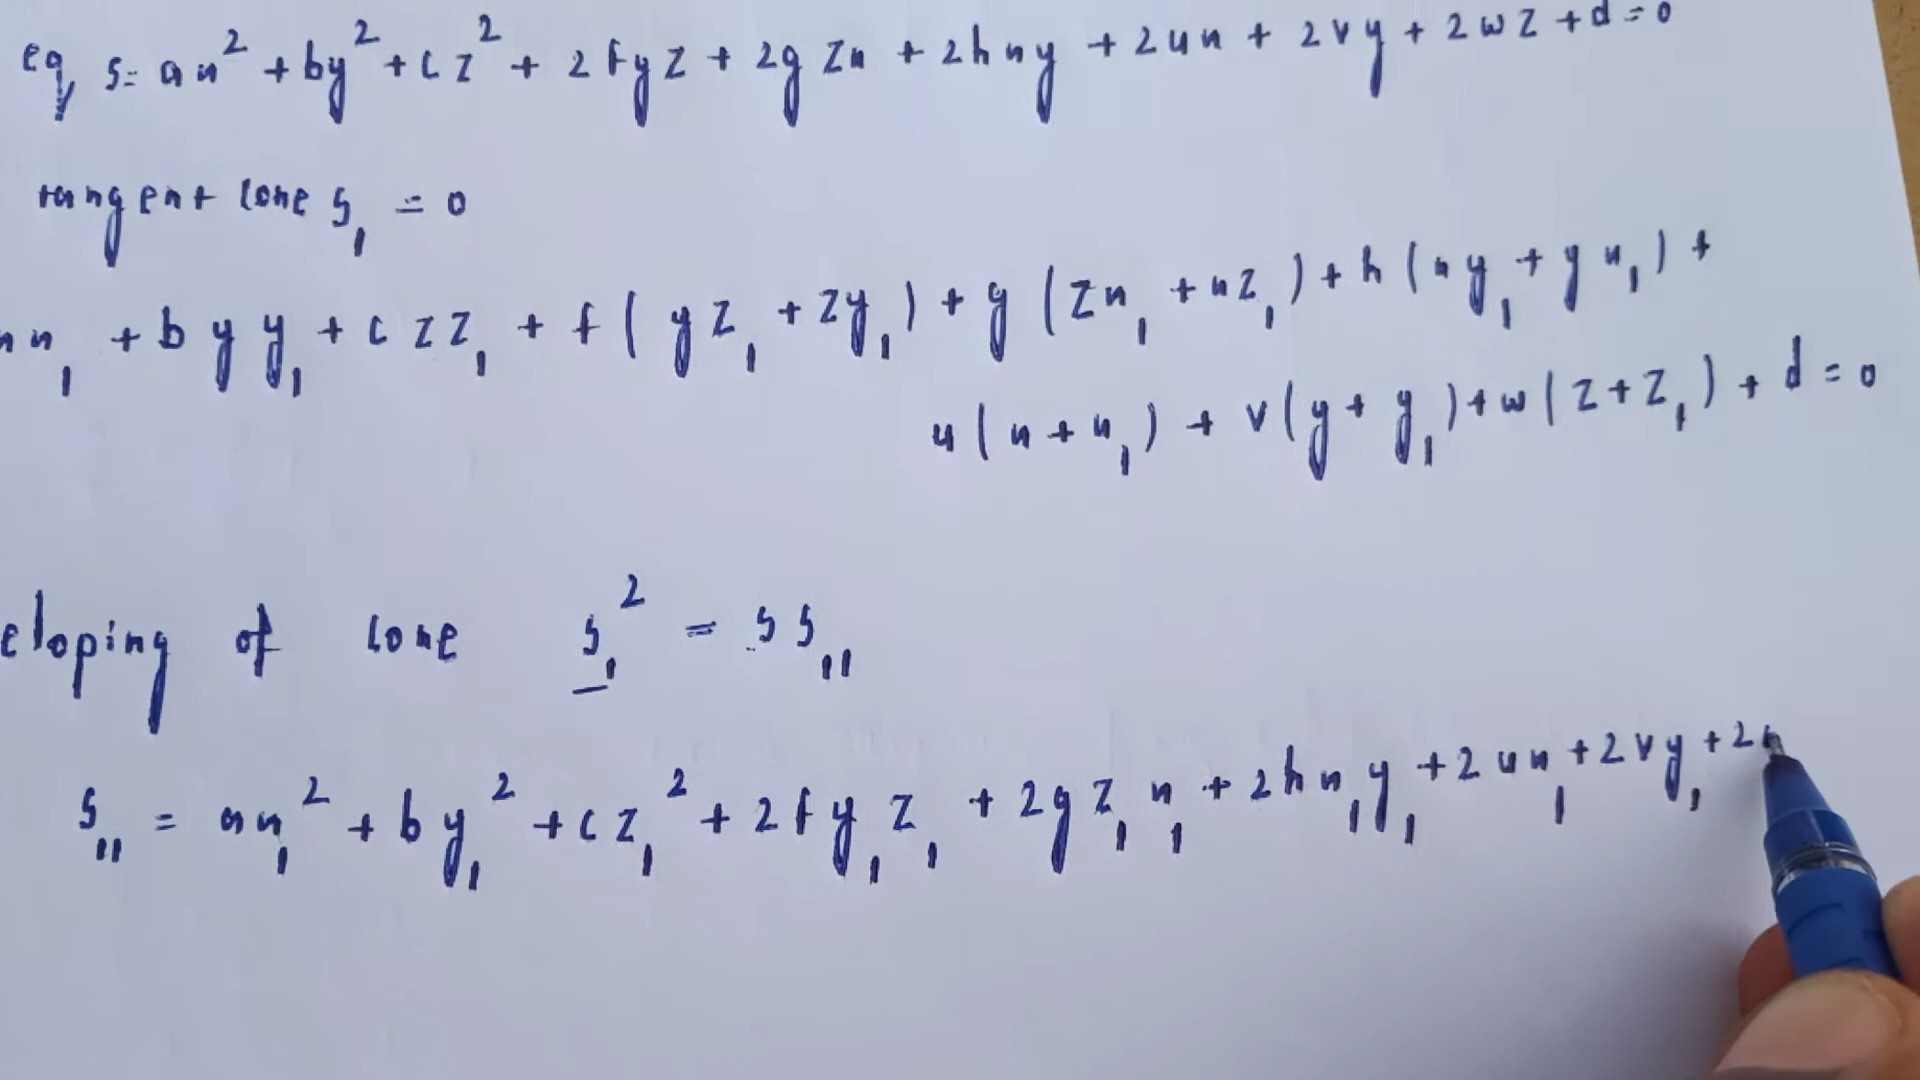 eq S= ax² + by² + cz² + 2fyz + 2gzx + 2hxy + 2ux + 2vy + 2wz + d = 0
tangent cone S₁ = 0
xx₁ + byy₁ + czz₁ + f(yz₁ + zy₁) + g(zx₁ + xz₁) + h(xy₁ + yx₁) +
u(x + x₁) + v(y + y₁) + w(z + z₁) + d = 0
eloping of cone S₁² = SS₁₁
S₁₁ = ax₁² + by₁² + cz₁² + 2fy₁z₁ + 2gz₁x₁ + 2hx₁y₁ + 2ux₁ + 2vy₁ + 2